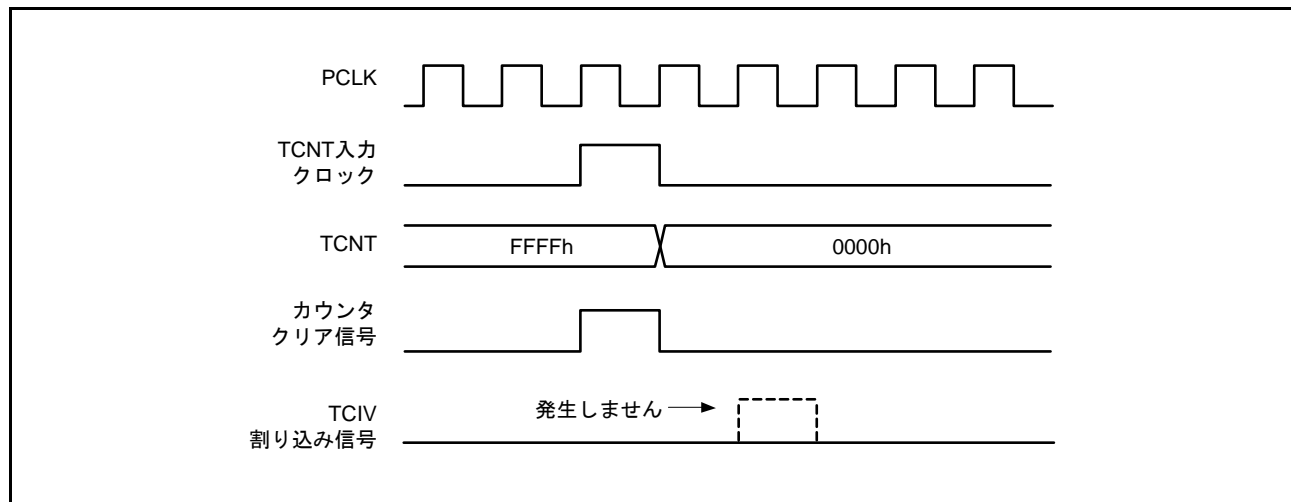 PCLK
TCNT入力
クロック
TCNT
FFFFh
0000h
カウンタ
クリア信号
TCIV
割り込み信号
発生しません